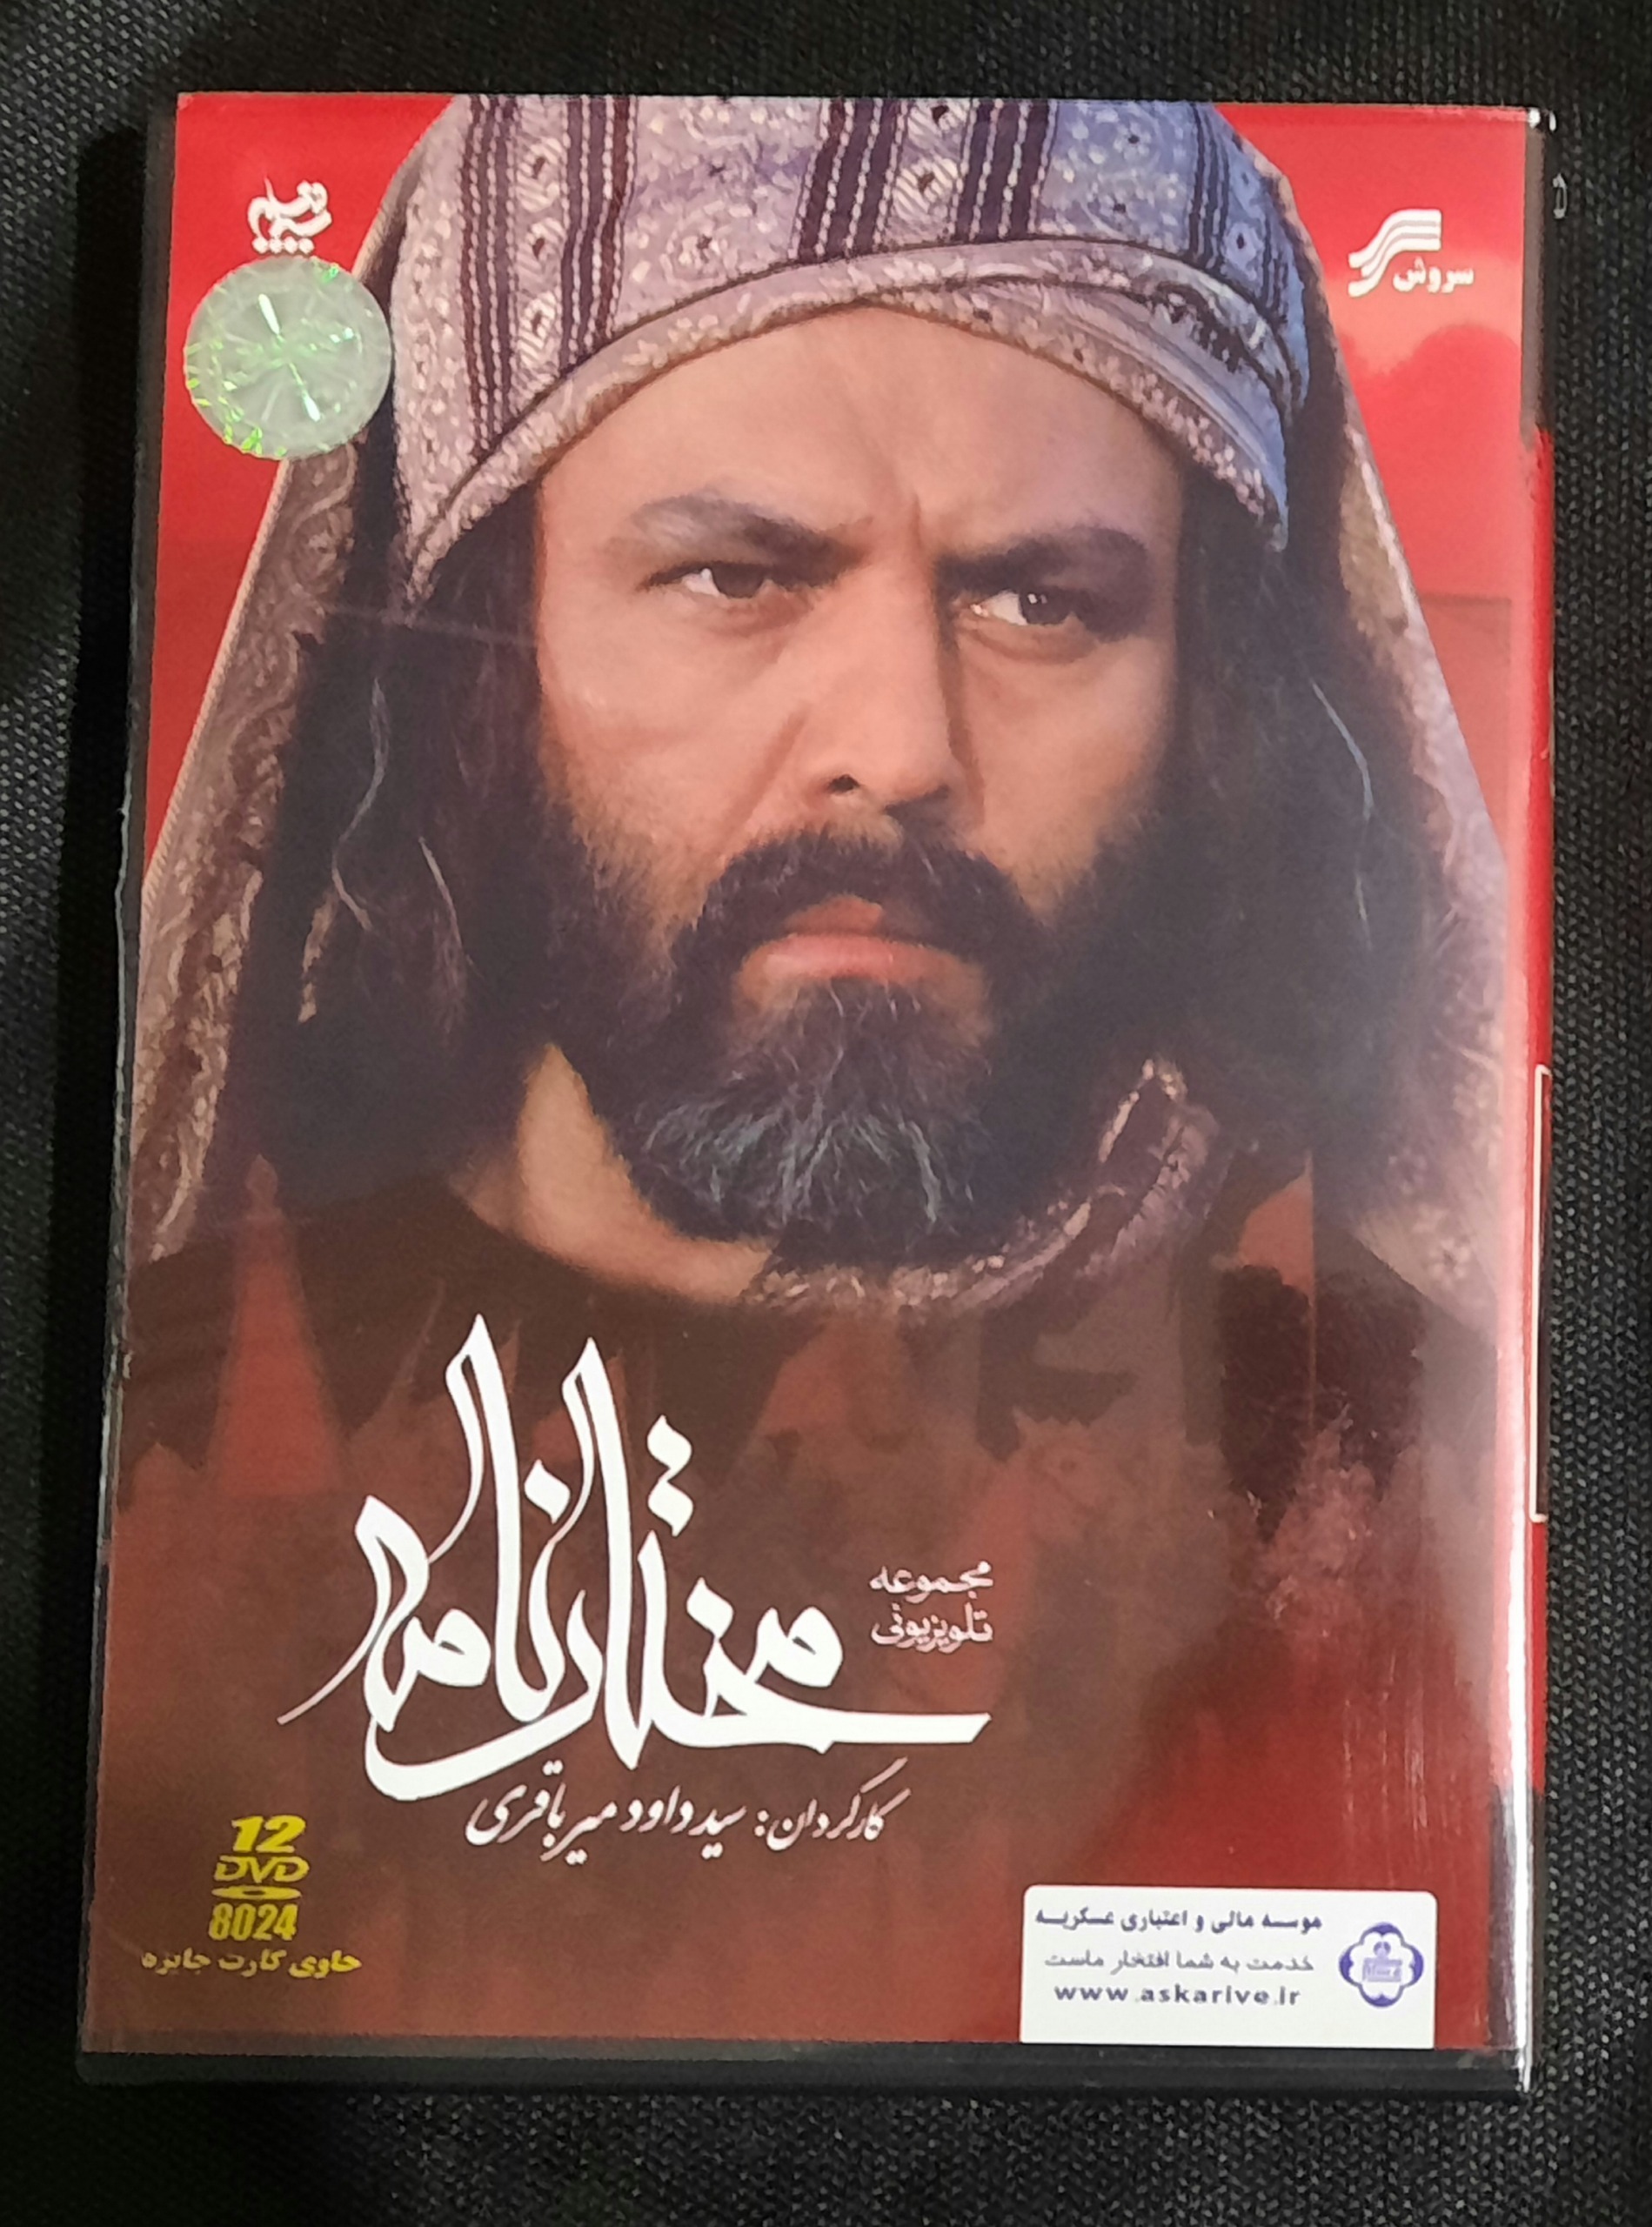 سروش
مجموعه
تلویزیونی
مختارنامه
کارگردان: سید داود میرباقری
12
DVD
8024
حاوی کارت جایزه
موسسه مالی و اعتباری عسکریه
خدمت به شما افتخار ماست
www.askarive.ir